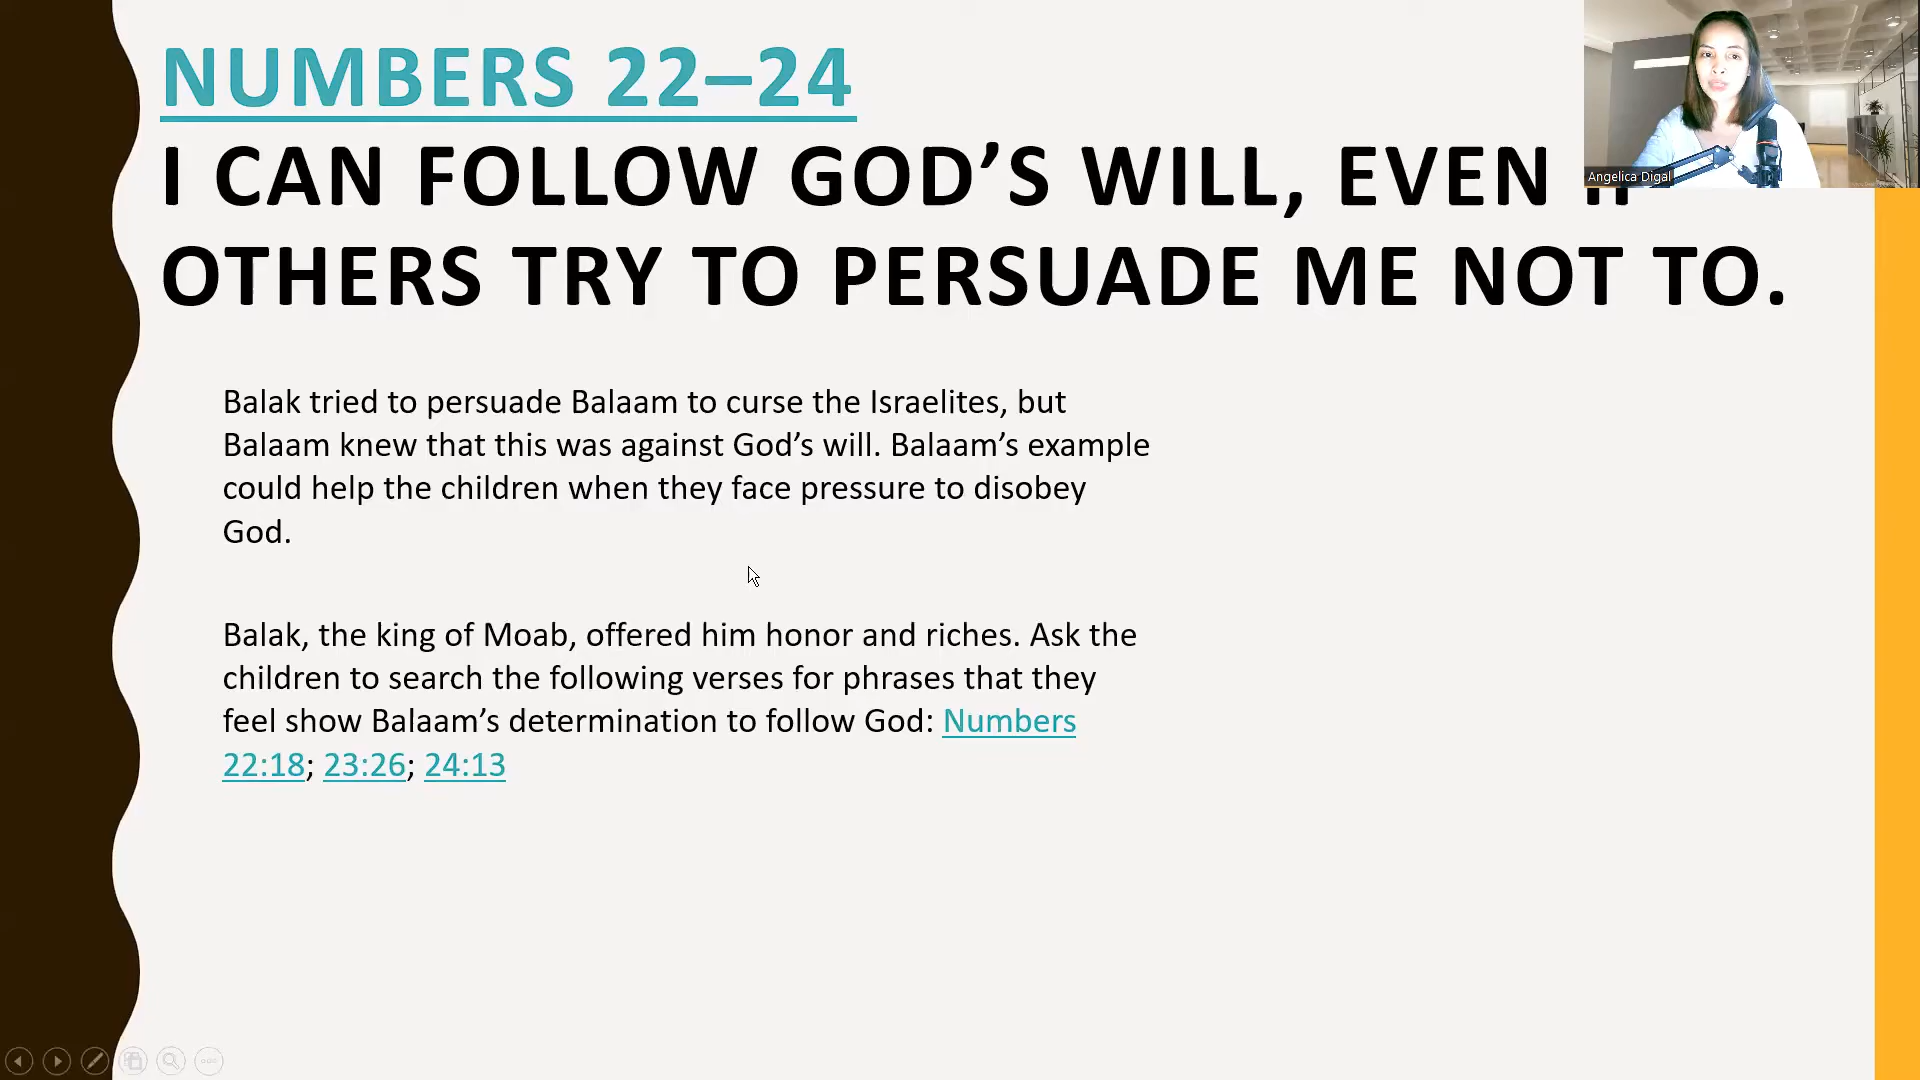 NUMBERS 22–24
I CAN FOLLOW GOD’S WILL, EVEN
OTHERS TRY TO PERSUADE ME NOT TO.
Angelica Digal
Balak tried to persuade Balaam to curse the Israelites, but
Balaam knew that this was against God’s will. Balaam’s example
could help the children when they face pressure to disobey
God.
Balak, the king of Moab, offered him honor and riches. Ask the
children to search the following verses for phrases that they
feel show Balaam’s determination to follow God: Numbers
22:18; 23:26; 24:13